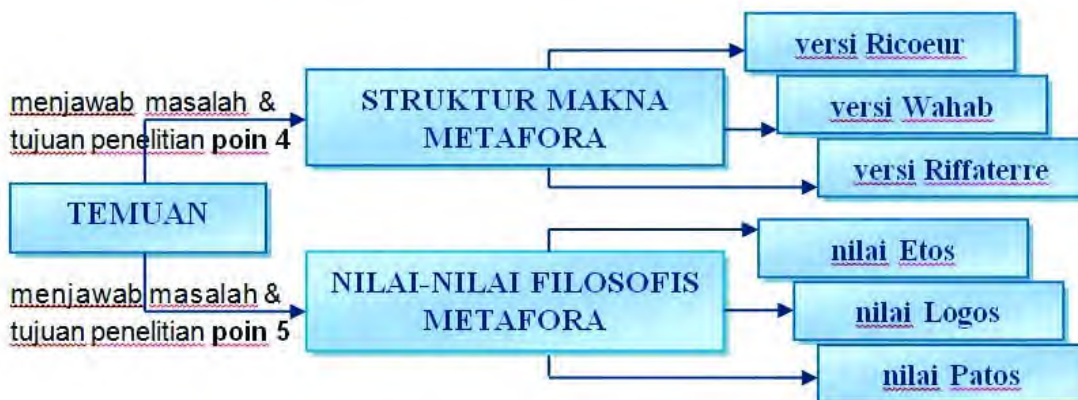 versi Ricoeur
menjawab masalah &
tujuan penelitian poin 4
STRUKTUR MAKNA
METAFORA
versi Wahab
versi Riffaterre
TEMUAN
menjawab masalah &
tujuan penelitian poin 5
NILAI-NILAI FILOSOFIS
METAFORA
nilai Etos
nilai Logos
nilai Patos